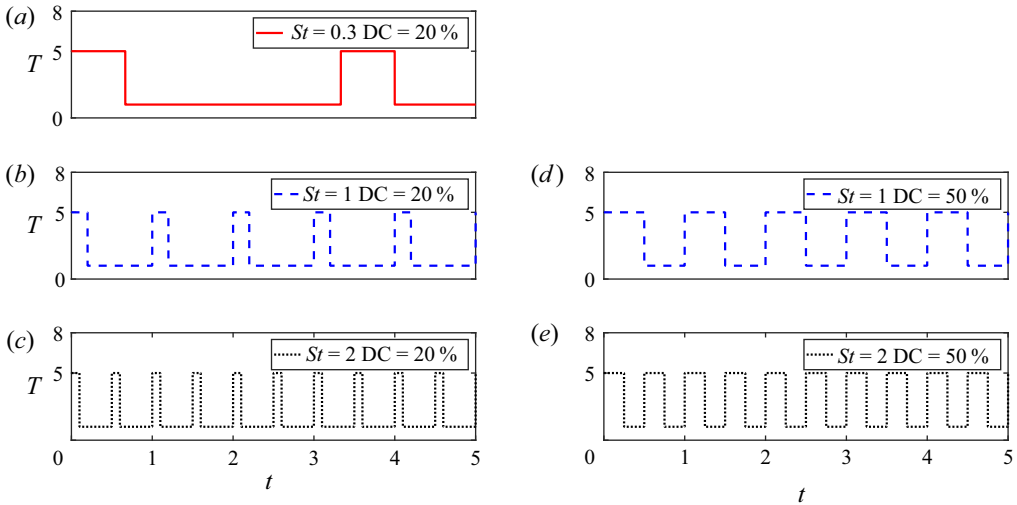 (a)
8
5
T
0
St = 0.3 DC = 20 %
(b)
8
5
T
0
St = 1 DC = 20 %
(d)
8
5
0
St = 1 DC = 50 %
(c)
8
5
T
St = 2 DC = 20 %
0 1 2 3 4 5
t
(e)
8
5
St = 2 DC = 50 %
0 1 2 3 4 5
t